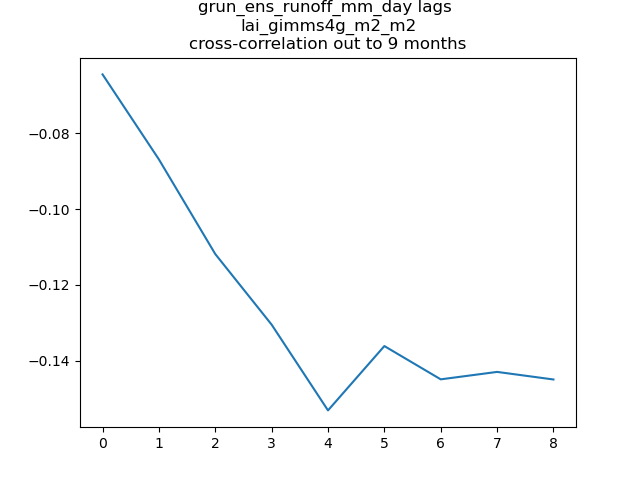 grun_ens_runoff_mm_day lags
lai_gimms4g_m2_m2
cross-correlation out to 9 months
−0.08
−0.10
−0.12
−0.14
0 1 2 3 4 5 6 7 8